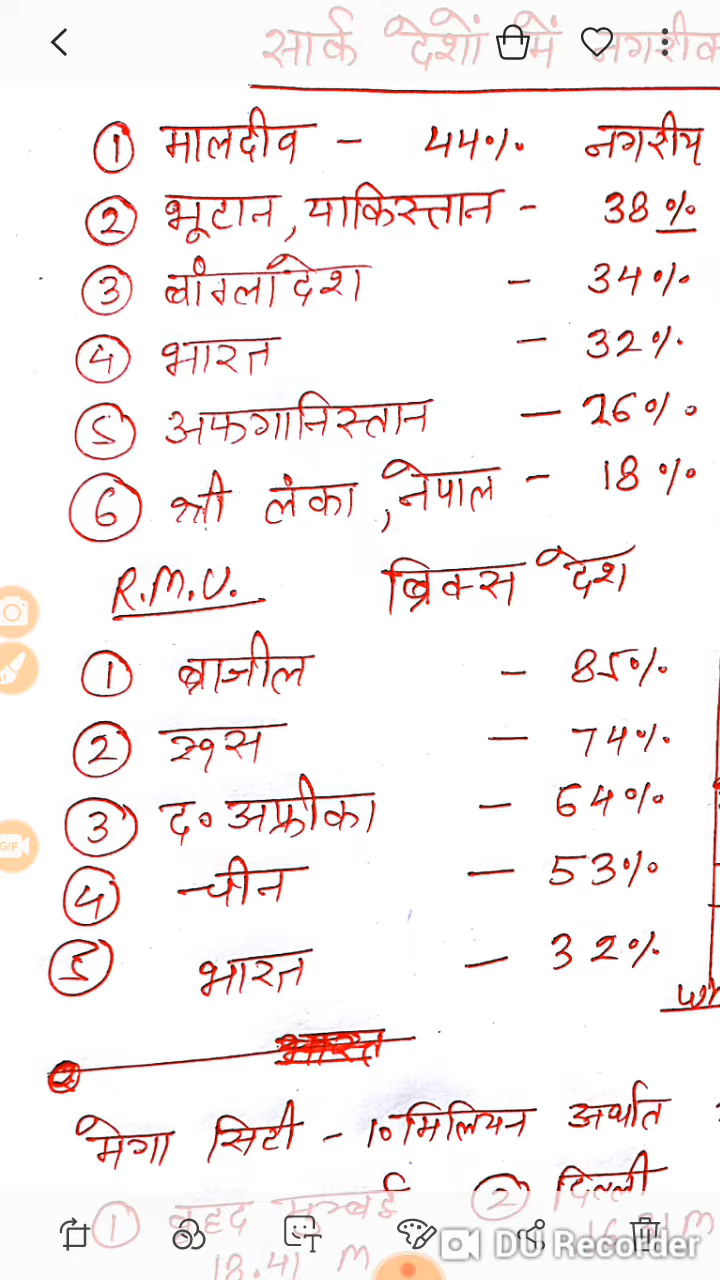 सार्क देशों में नगरीक
① मालदीव - 44% नगरीय
② भूटान, पाकिस्तान - 38%
③ बांग्लादेश - 34%
④ भारत - 32%
⑤ अफगानिस्तान - 26%
⑥ श्री लंका, नेपाल - 18%
R.M.U. ब्रिक्स देश
① ब्राजील - 85%
② रूस - 74%
③ द० अफ्रीका - 64%
④ चीन - 53%
⑤ भारत - 32%
भारत
मेगा सिटी - 10 मिलियन अर्थात
① वृहद मुम्बई ② दिल्ली
18.41 m
GIF
T
DU Recorder